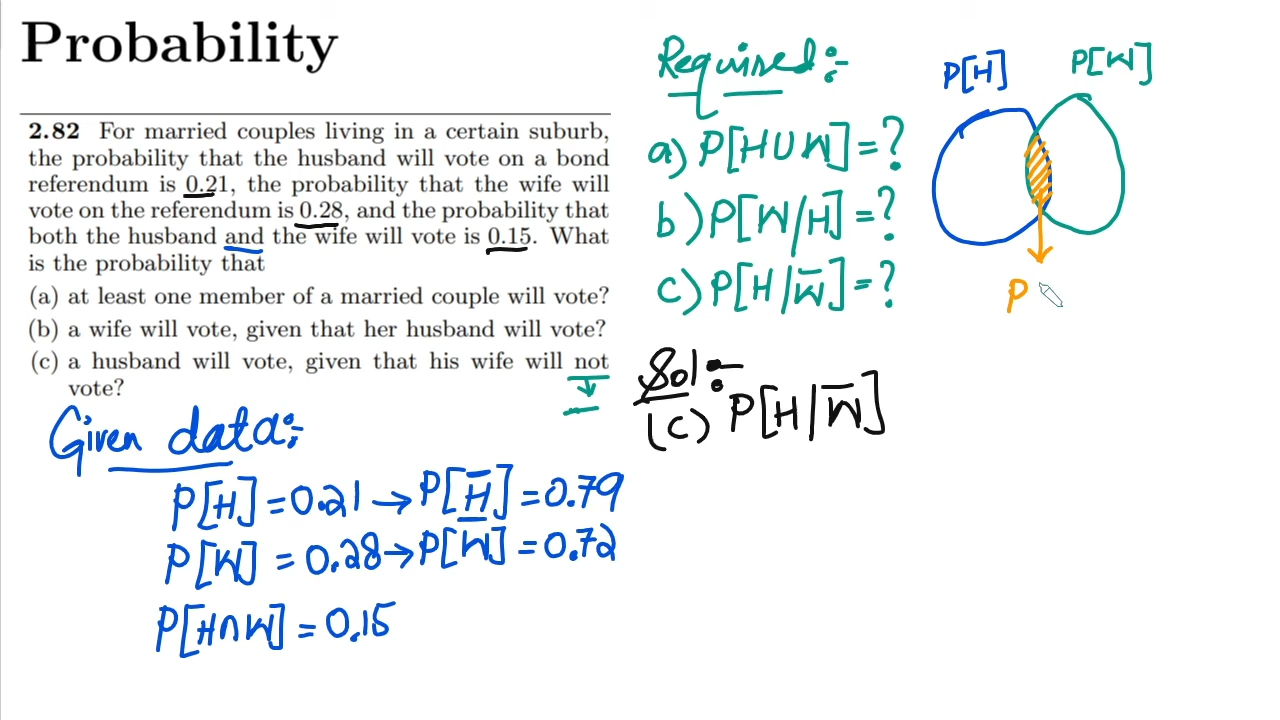 Probability
2.82 For married couples living in a certain suburb,
the probability that the husband will vote on a bond
referendum is 0.21, the probability that the wife will
vote on the referendum is 0.28, and the probability that
both the husband and the wife will vote is 0.15. What
is the probability that
(a) at least one member of a married couple will vote?
(b) a wife will vote, given that her husband will vote?
(c) a husband will vote, given that his wife will not
vote?
Given data:-
P[H] = 0.21 → P[H̅] = 0.79
P[W] = 0.28 → P[W̅] = 0.72
P[H∩W] = 0.15
Required:-
a) P[H∪W] = ?
b) P[W/H] = ?
c) P[H|W̅] = ?
Sol:-
(c) P[H|W̅]
P[H]
P[W]
P